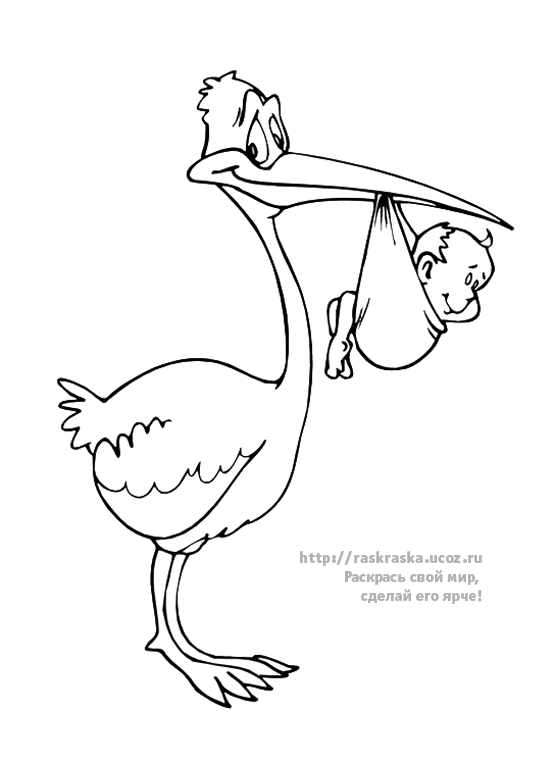 http://raskraska.ucoz.ru
Раскрась свой мир,
сделай его ярче!